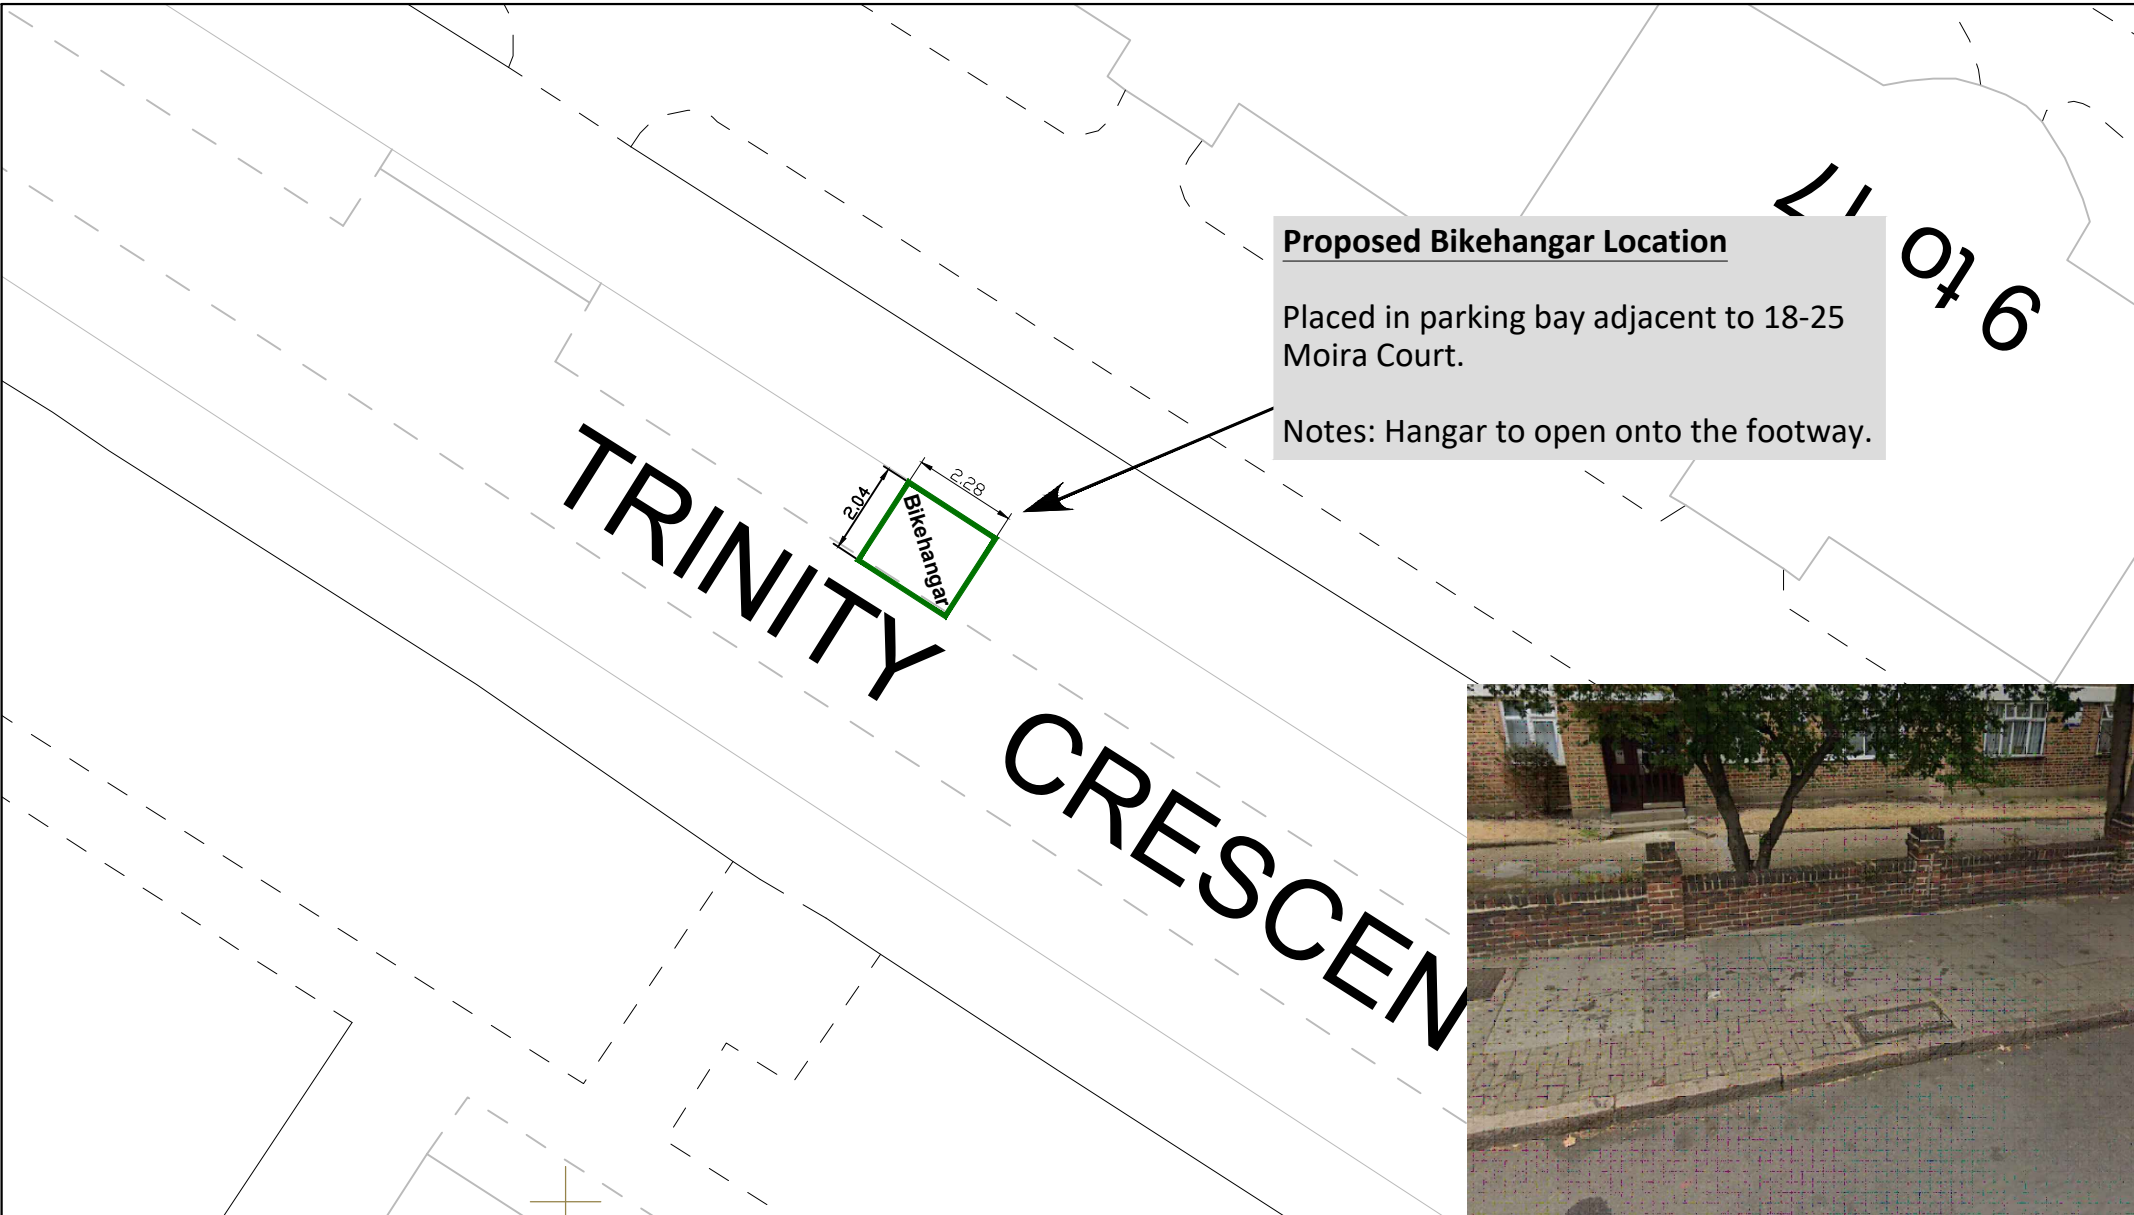 9 to 17
Proposed Bikehangar Location
Placed in parking bay adjacent to 18-25
Moira Court.
Notes: Hangar to open onto the footway.
2.28
2.04
Bikehangar
TRINITY CRESCEN